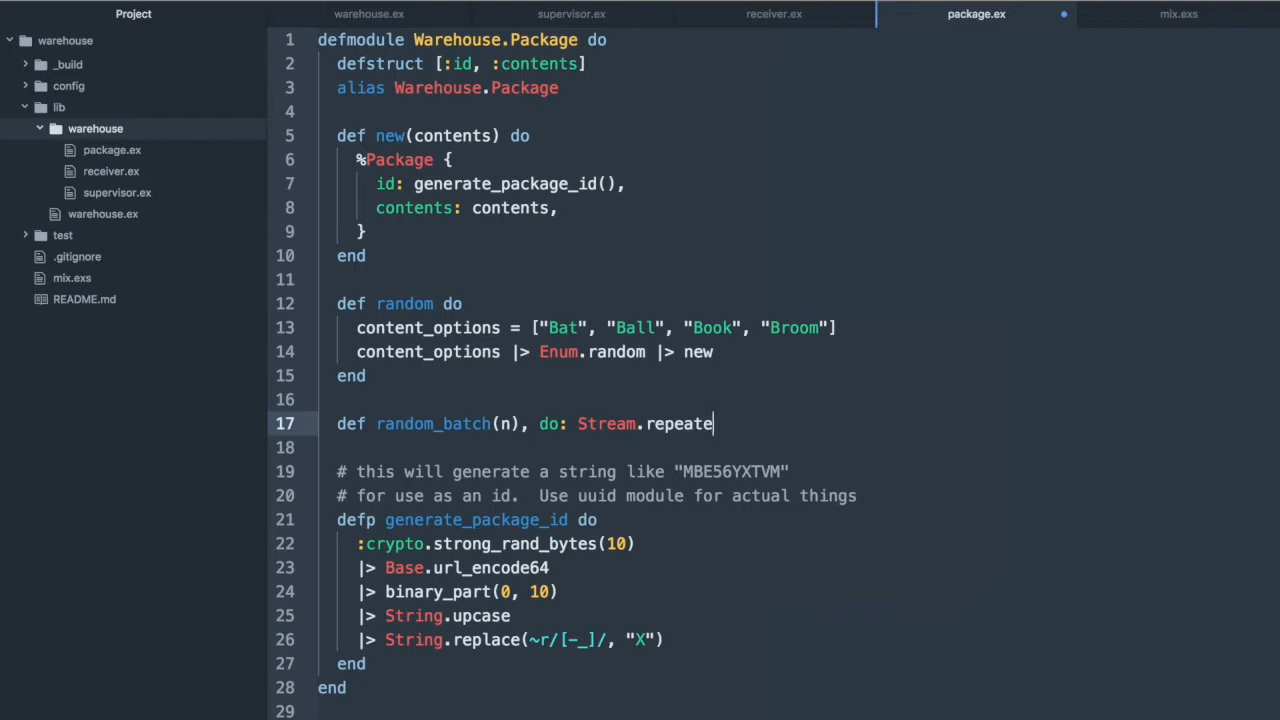 Project
warehouse.ex
supervisor.ex
receiver.ex
package.ex
mix.exs
warehouse
_build
config
lib
warehouse
package.ex
receiver.ex
supervisor.ex
warehouse.ex
test
.gitignore
mix.exs
README.md
1 defmodule Warehouse.Package do
2 defstruct [:id, :contents]
3 alias Warehouse.Package
4
5 def new(contents) do
6 %Package {
7 id: generate_package_id(),
8 contents: contents,
9 }
10 end
11
12 def random do
13 content_options = ["Bat", "Ball", "Book", "Broom"]
14 content_options |> Enum.random |> new
15 end
16
17 def random_batch(n), do: Stream.repeate
18
19 # this will generate a string like "MBE56YXTVM"
20 # for use as an id.  Use uuid module for actual things
21 defp generate_package_id do
22 :crypto.strong_rand_bytes(10)
23 |> Base.url_encode64
24 |> binary_part(0, 10)
25 |> String.upcase
26 |> String.replace(~r/[-_]/, "X")
27 end
28 end
29